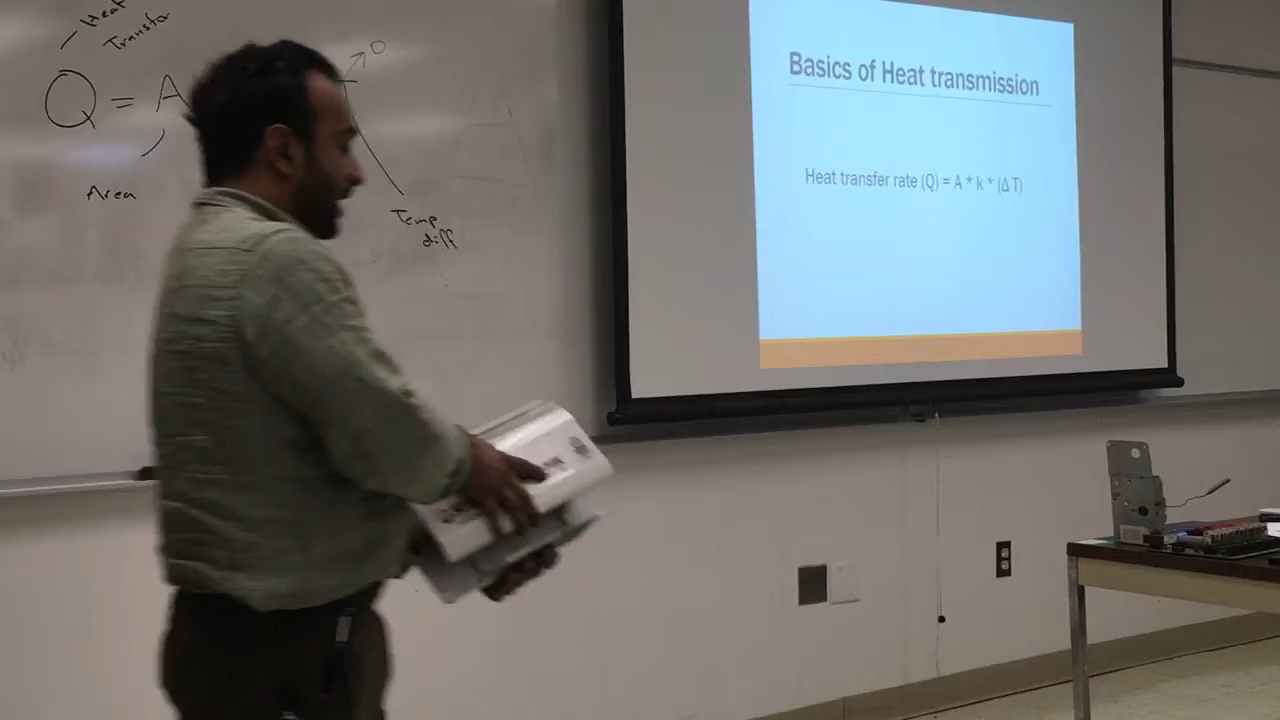 Heat
Transfer
Q = A
Area
Temp
diff
Basics of Heat transmission
Heat transfer rate (Q) = A * k * (Δ T)